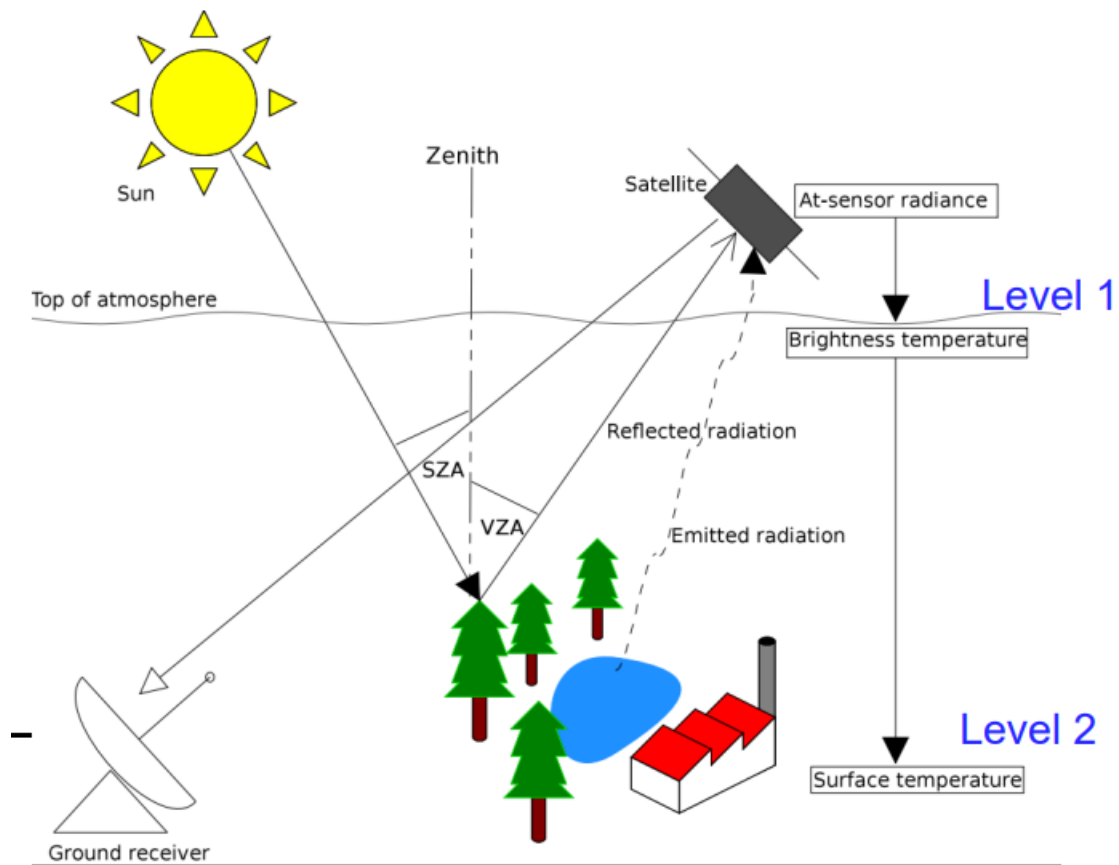 Sun
Zenith
Satellite
At-sensor radiance
Top of atmosphere
Level 1
Brightness temperature
Reflected radiation
SZA
VZA
Emitted radiation
Level 2
Surface temperature
Ground receiver